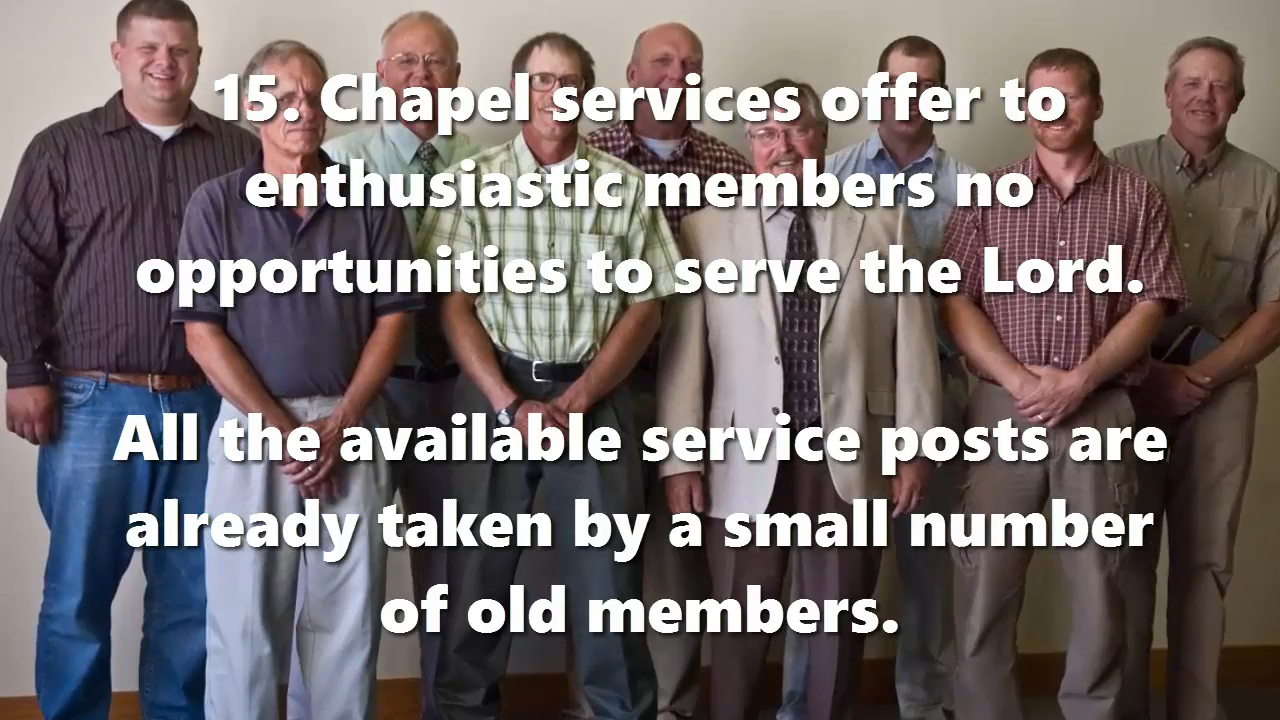 15. Chapel services offer to
enthusiastic members no
opportunities to serve the Lord.
All the available service posts are
already taken by a small number
of old members.